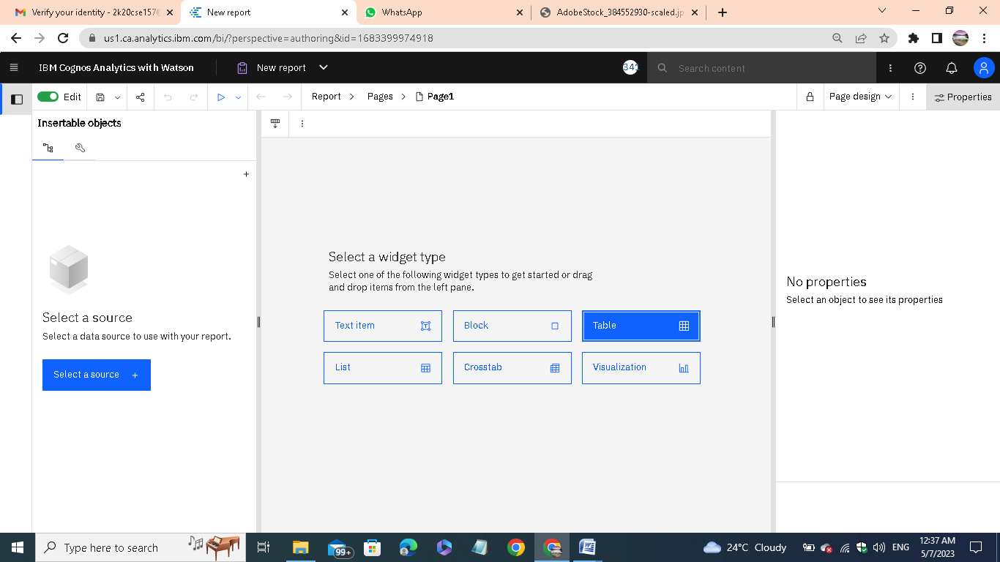 Verify your identity - 2k20cse157@
New report
WhatsApp
AdobeStock_384552930-scaled.jp
us1.ca.analytics.ibm.com/bi/?perspective=authoring&id=1683399974918
IBM Cognos Analytics with Watson
New report
Search content
Edit
Report > Pages > Page1
Page design
Properties
Insertable objects
Select a source
Select a data source to use with your report.
Select a source +
Select a widget type
Select one of the following widget types to get started or drag
and drop items from the left pane.
Text item
Block
Table
List
Crosstab
Visualization
No properties
Select an object to see its properties
Type here to search
99+
24°C Cloudy
ENG
12:37 AM
5/7/2023